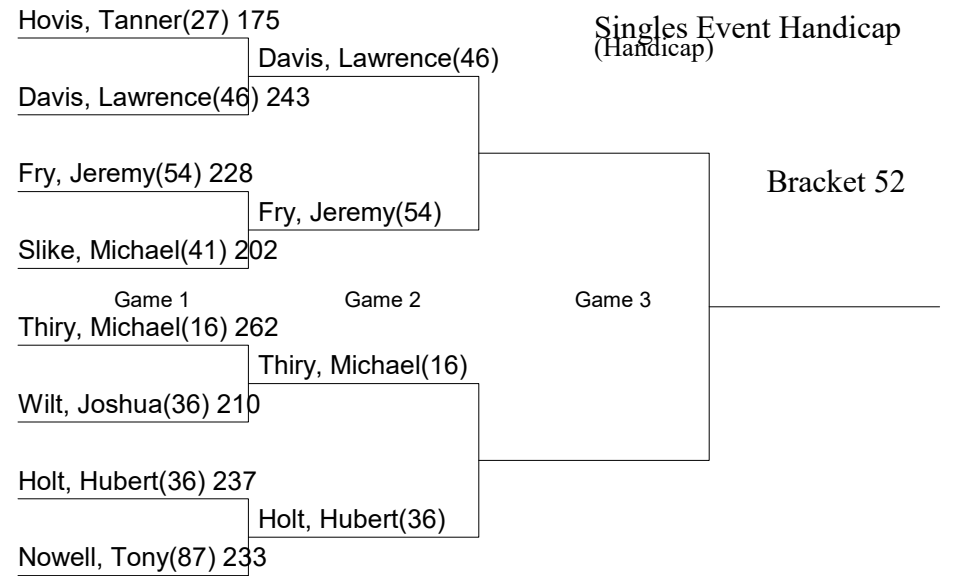 Hovis, Tanner(27) 175
Singles Event Handicap
(Handicap)
Davis, Lawrence(46)
Davis, Lawrence(46) 243
Fry, Jeremy(54) 228
Bracket 52
Fry, Jeremy(54)
Slike, Michael(41) 202
Game 1
Game 2
Game 3
Thiry, Michael(16) 262
Thiry, Michael(16)
Wilt, Joshua(36) 210
Holt, Hubert(36) 237
Holt, Hubert(36)
Nowell, Tony(87) 233